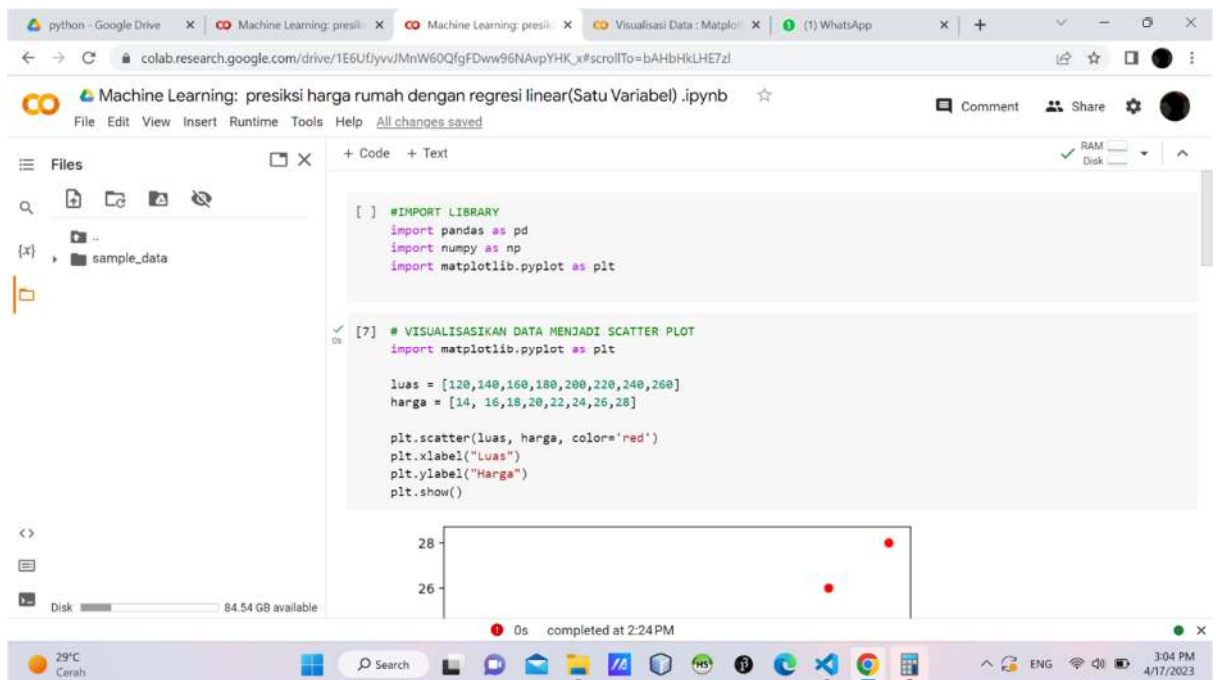 python - Google Drive
Machine Learning: presik
Machine Learning: presik
Visualisasi Data : Matplotl
(1) WhatsApp
colab.research.google.com/drive/1E6UfJyvvJMnW60QfgFDww96NAvpYHK_x#scrollTo=bAHbHkLHE7zl
Machine Learning: presiksi harga rumah dengan regresi linear(Satu Variabel) .ipynb
File Edit View Insert Runtime Tools Help All changes saved
Comment Share
Files
+ Code + Text
RAM
Disk
..
{x}
sample_data
[ ] #IMPORT LIBRARY
import pandas as pd
import numpy as np
import matplotlib.pyplot as plt
[7] # VISUALISASIKAN DATA MENJADI SCATTER PLOT
0s
import matplotlib.pyplot as plt
luas = [120,140,160,180,200,220,240,260]
harga = [14, 16,18,20,22,24,26,28]
plt.scatter(luas, harga, color='red')
plt.xlabel("Luas")
plt.ylabel("Harga")
plt.show()
28
26
Disk 84.54 GB available
0s completed at 2:24 PM
29°C
Cerah
Search
ENG
3:04 PM
4/17/2023